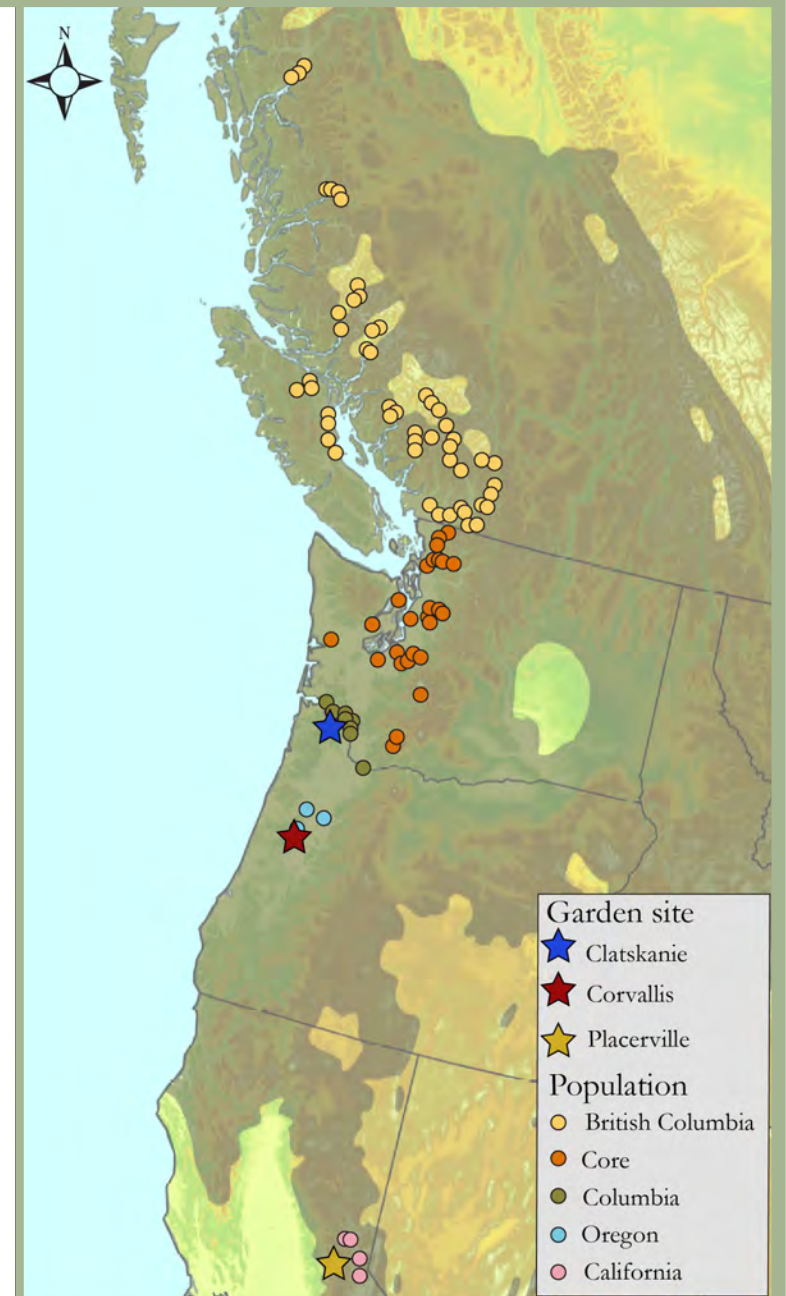 N
Garden site
Clatskanie
Corvallis
Placerville
Population
British Columbia
Core
Columbia
Oregon
California